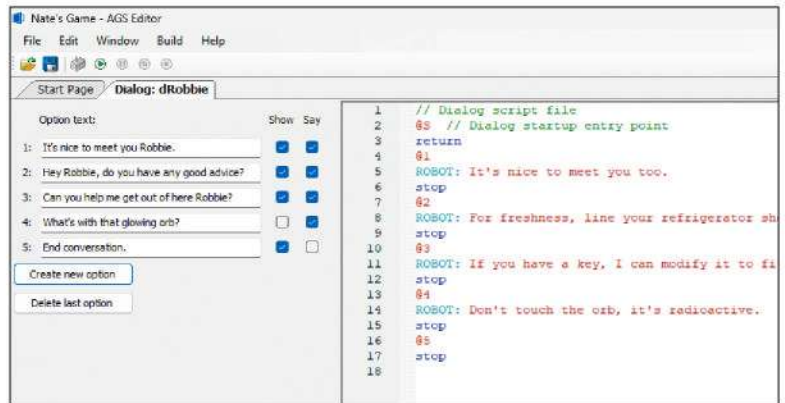 Nate's Game - AGS Editor
File Edit Window Build Help
Start Page Dialog: dRobbie
Option text: Show Say
1: It's nice to meet you Robbie.
2: Hey Robbie, do you have any good advice?
3: Can you help me get out of here Robbie?
4: What's with that glowing orb?
5: End conversation.
Create new option
Delete last option
1 // Dialog script file
2 @S // Dialog startup entry point
3 return
4 @1
5 ROBOT: It's nice to meet you too.
6 stop
7 @2
8 ROBOT: For freshness, line your refrigerator sh
9 stop
10 @3
11 ROBOT: If you have a key, I can modify it to fi
12 stop
13 @4
14 ROBOT: Don't touch the orb, it's radioactive.
15 stop
16 @5
17 stop
18